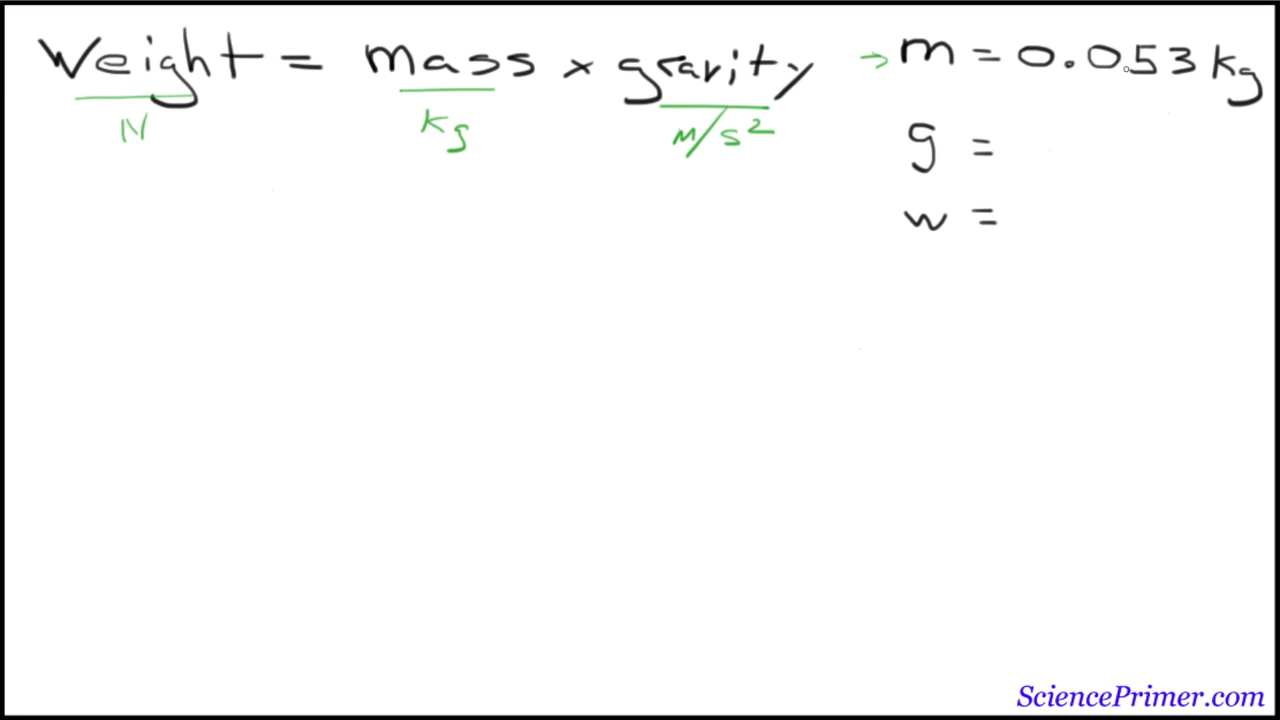 Weight = mass × gravity → m = 0.053 kg
N kg m/s²
g =
w =
SciencePrimer.com